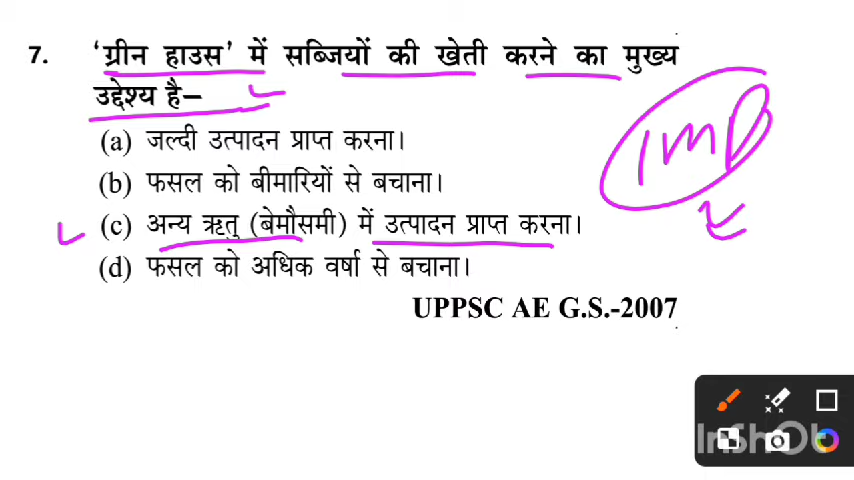 7. ‘ग्रीन हाउस’ में सब्जियों की खेती करने का मुख्य
उद्देश्य है–
(a) जल्दी उत्पादन प्राप्त करना।
(b) फसल को बीमारियों से बचाना।
(c) अन्य ऋतु (बेमौसमी) में उत्पादन प्राप्त करना।
(d) फसल को अधिक वर्षा से बचाना।
UPPSC AE G.S.-2007
IMP
InShOt